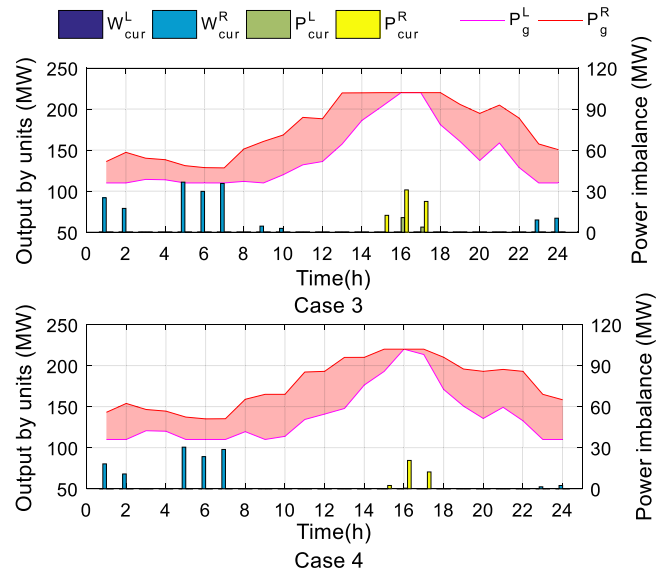 W^L_cur W^R_cur P^L_cur P^R_cur P^L_g P^R_g
Output by units (MW)
250
200
150
100
50
120
90
60
30
0
Power imbalance (MW)
0 2 4 6 8 10 12 14 16 18 20 22 24
Time(h)
Case 3
Output by units (MW)
250
200
150
100
50
120
90
60
30
0
Power imbalance (MW)
0 2 4 6 8 10 12 14 16 18 20 22 24
Time(h)
Case 4